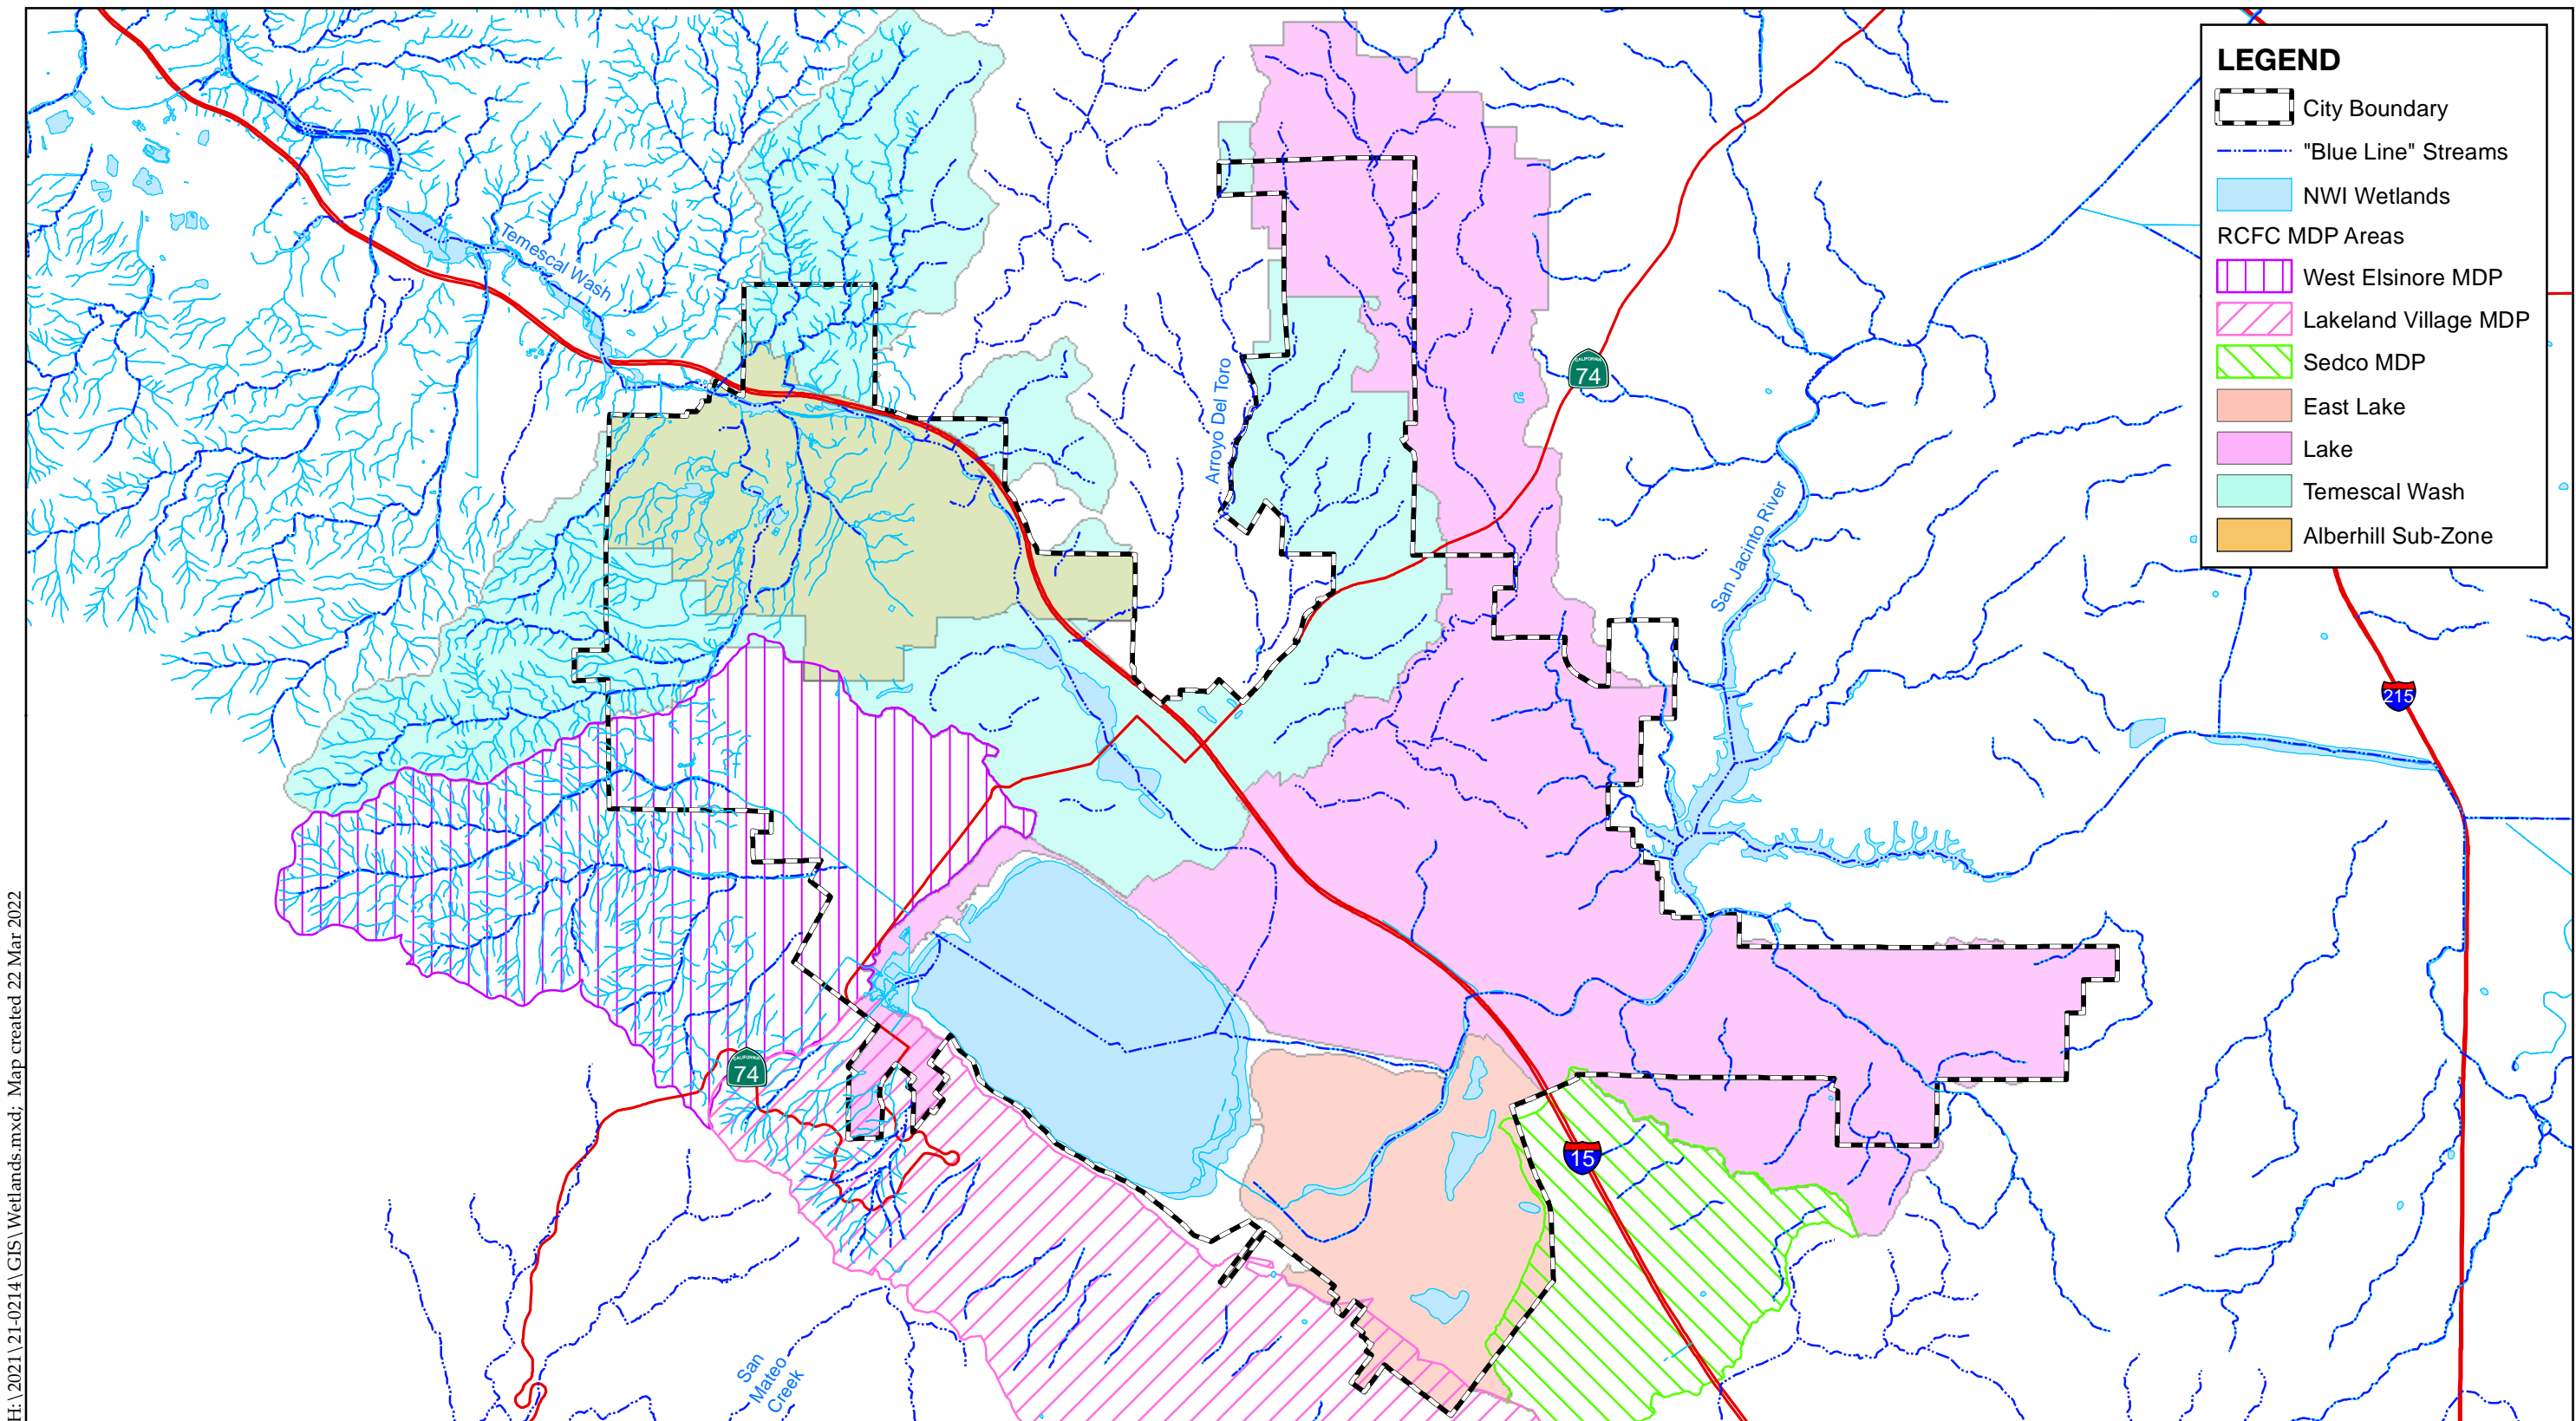 LEGEND
City Boundary
"Blue Line" Streams
NWI Wetlands
RCFC MDP Areas
West Elsinore MDP
Lakeland Village MDP
Sedco MDP
East Lake
Lake
Temescal Wash
Alberhill Sub-Zone
Temescal Wash
Arroyo Del Toro
CALIFORNIA
74
San Jacinto River
215
CALIFORNIA
74
15
San
Mateo
Creek
H:\2021\21-0214\GIS\Wetlands.mxd; Map created 22 Mar 2022